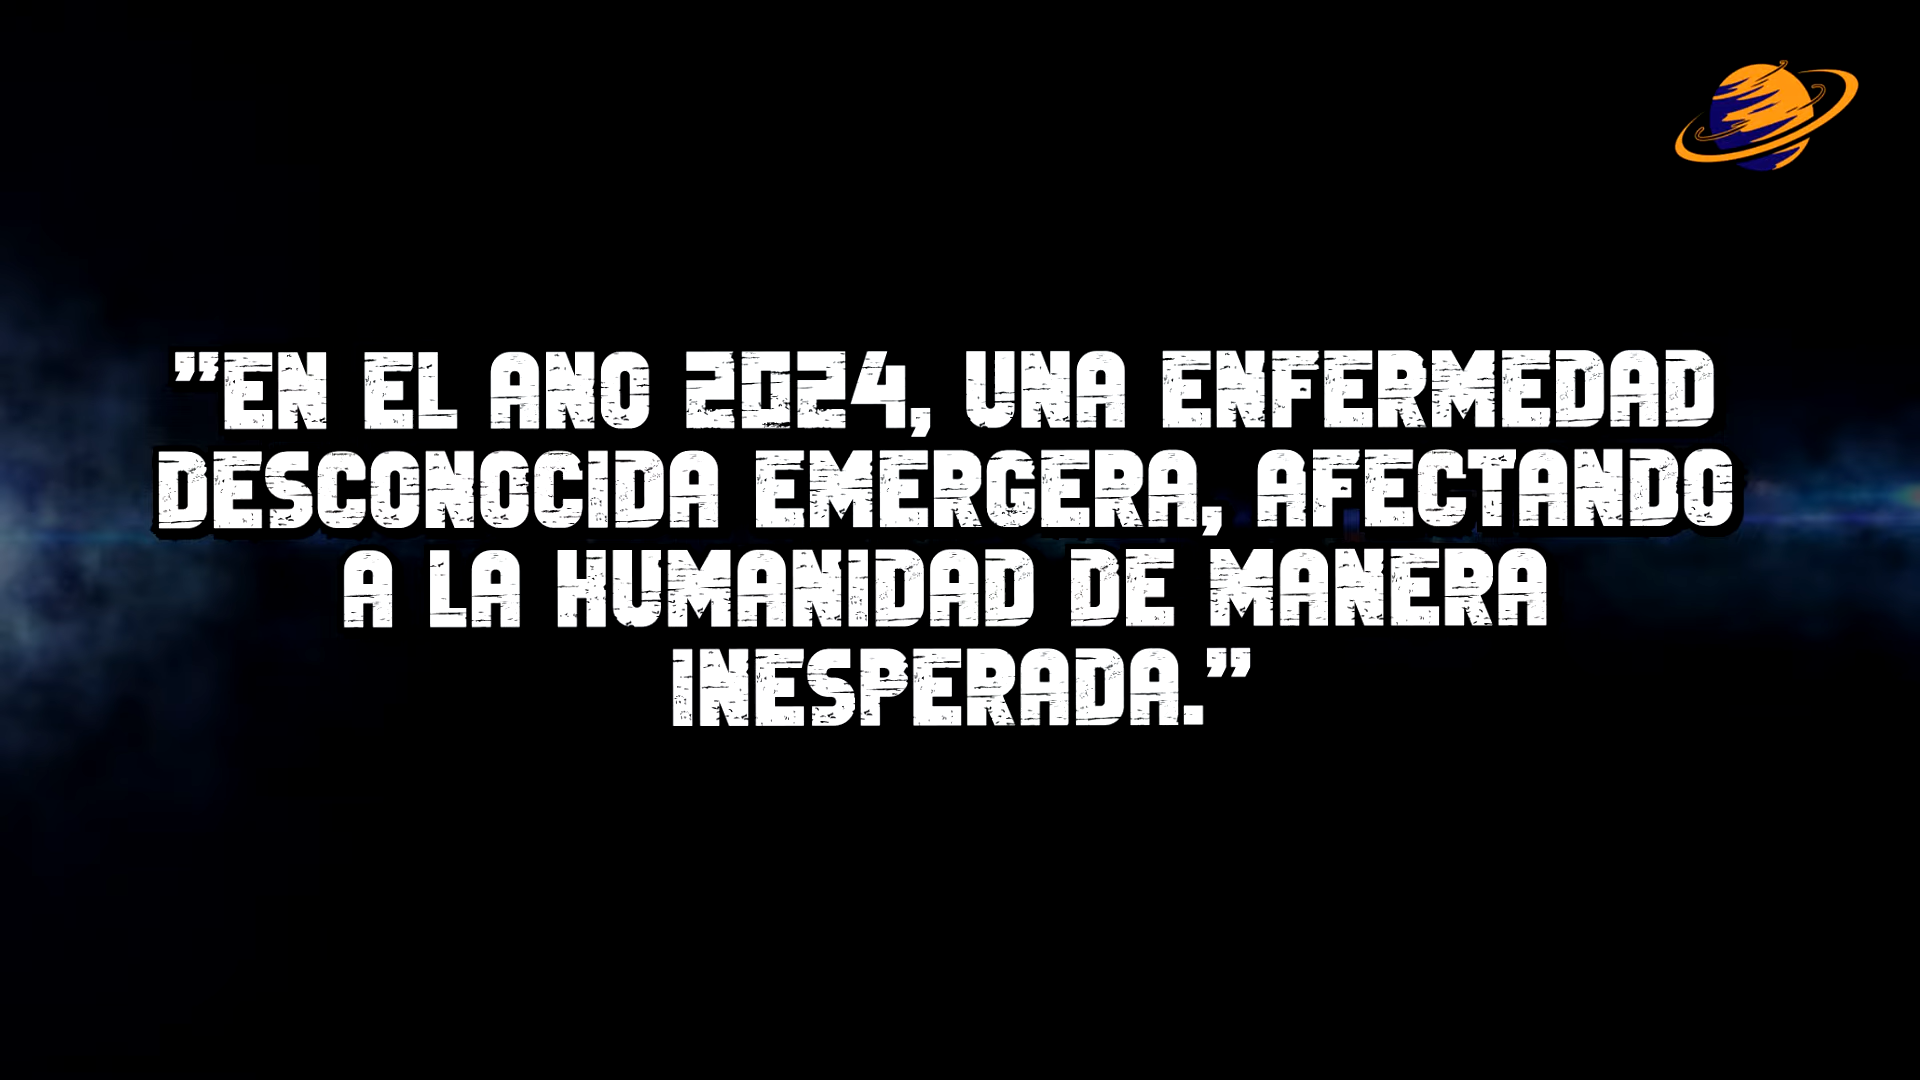 "EN EL ANO 2024, UNA ENFERMEDAD
DESCONOCIDA EMERGERA, AFECTANDO
A LA HUMANIDAD DE MANERA
INESPERADA."